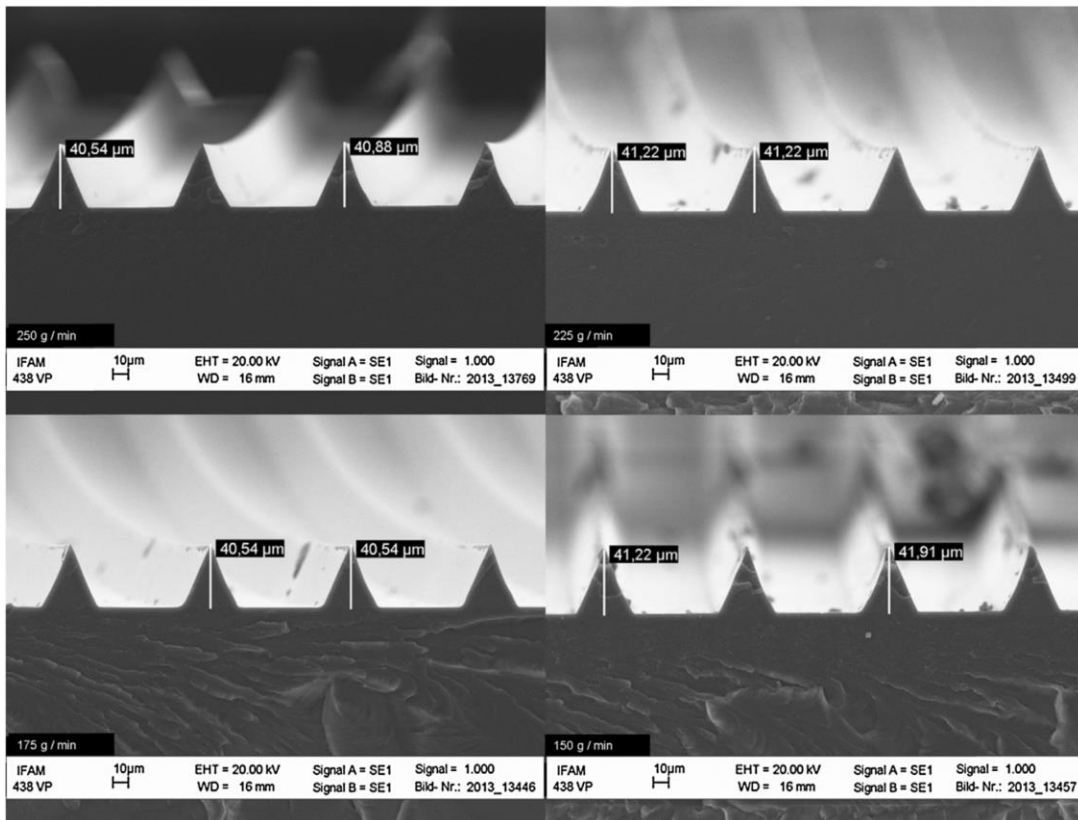 40,54 µm
40,88 µm
250 g / min
IFAM
438 VP
10µm
EHT = 20.00 kV
WD = 16 mm
Signal A = SE1
Signal B = SE1
Signal = 1.000
Bild- Nr.: 2013_13769
41,22 µm
41,22 µm
225 g / min
IFAM
438 VP
10µm
EHT = 20.00 kV
WD = 16 mm
Signal A = SE1
Signal B = SE1
Signal = 1.000
Bild- Nr.: 2013_13499
40,54 µm
40,54 µm
175 g / min
IFAM
438 VP
10µm
EHT = 20.00 kV
WD = 16 mm
Signal A = SE1
Signal B = SE1
Signal = 1.000
Bild- Nr.: 2013_13446
41,22 µm
41,91 µm
150 g / min
IFAM
438 VP
10µm
EHT = 20.00 kV
WD = 16 mm
Signal A = SE1
Signal B = SE1
Signal = 1.000
Bild- Nr.: 2013_13457